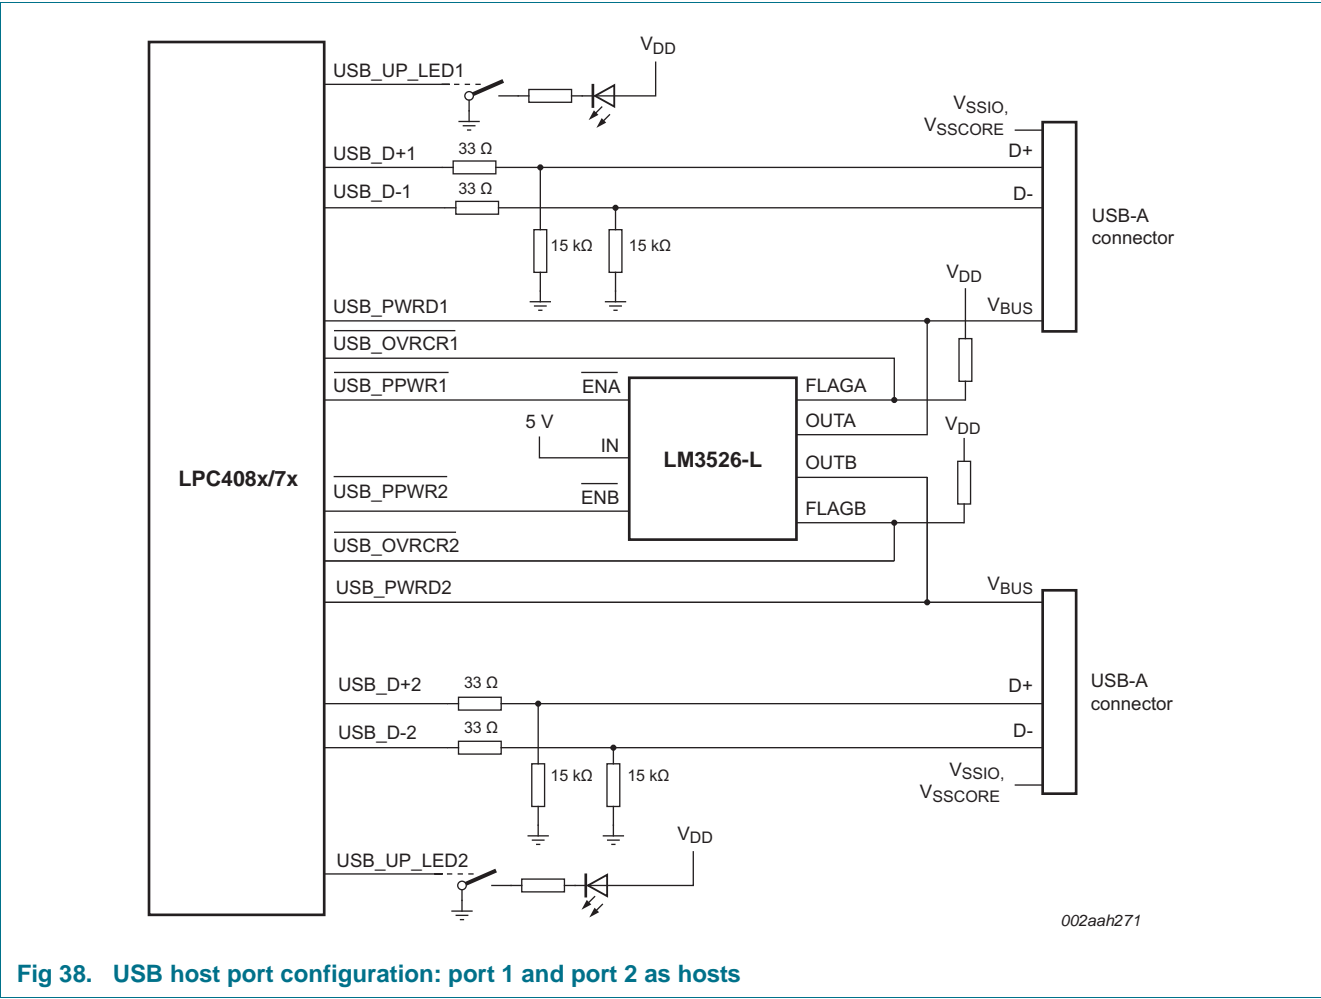 VDD
USB_UP_LED1
VSSIO,
VSSCORE
USB_D+1
33 Ω
D+
USB_D-1
33 Ω
D-
USB-A
connector
15 kΩ
15 kΩ
VDD
USB_PWRD1
VBUS
USB_OVRCR1
USB_PPWR1
ENA
FLAGA
5 V
OUTA
VDD
IN
LM3526-L
OUTB
LPC408x/7x
USB_PPWR2
ENB
FLAGB
USB_OVRCR2
USB_PWRD2
VBUS
USB_D+2
33 Ω
D+
USB-A
connector
USB_D-2
33 Ω
D-
15 kΩ
15 kΩ
VSSIO,
VSSCORE
VDD
USB_UP_LED2
002aah271
Fig 38. USB host port configuration: port 1 and port 2 as hosts